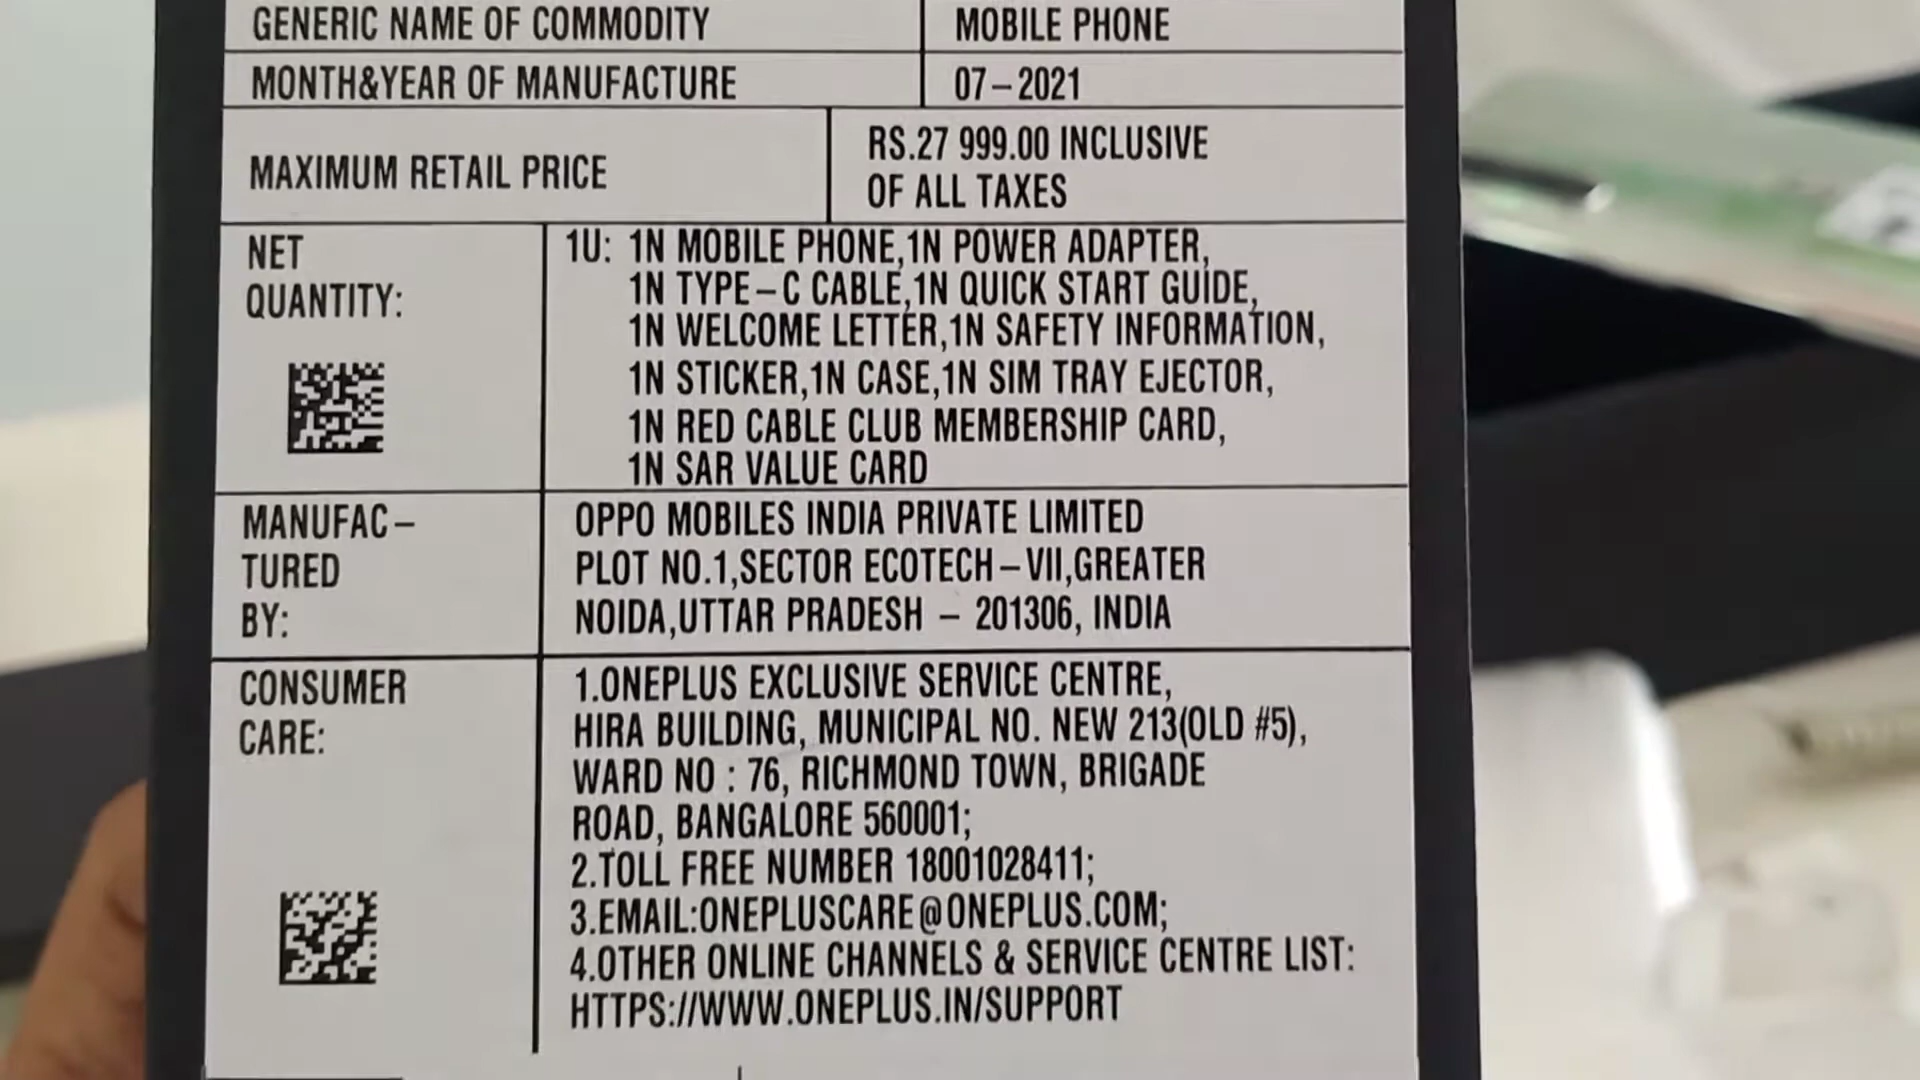 GENERIC NAME OF COMMODITY MOBILE PHONE
MONTH&YEAR OF MANUFACTURE 07-2021
MAXIMUM RETAIL PRICE
RS.27 999.00 INCLUSIVE
OF ALL TAXES
NET
QUANTITY:
1U: 1N MOBILE PHONE,1N POWER ADAPTER,
1N TYPE-C CABLE,1N QUICK START GUIDE,
1N WELCOME LETTER,1N SAFETY INFORMATION,
1N STICKER,1N CASE,1N SIM TRAY EJECTOR,
1N RED CABLE CLUB MEMBERSHIP CARD,
1N SAR VALUE CARD
MANUFAC-
TURED
BY:
OPPO MOBILES INDIA PRIVATE LIMITED
PLOT NO.1,SECTOR ECOTECH-VII,GREATER
NOIDA,UTTAR PRADESH - 201306, INDIA
CONSUMER
CARE:
1.ONEPLUS EXCLUSIVE SERVICE CENTRE,
HIRA BUILDING, MUNICIPAL NO. NEW 213(OLD #5),
WARD NO : 76, RICHMOND TOWN, BRIGADE
ROAD, BANGALORE 560001;
2.TOLL FREE NUMBER 18001028411;
3.EMAIL:ONEPLUSCARE@ONEPLUS.COM;
4.OTHER ONLINE CHANNELS & SERVICE CENTRE LIST:
HTTPS://WWW.ONEPLUS.IN/SUPPORT